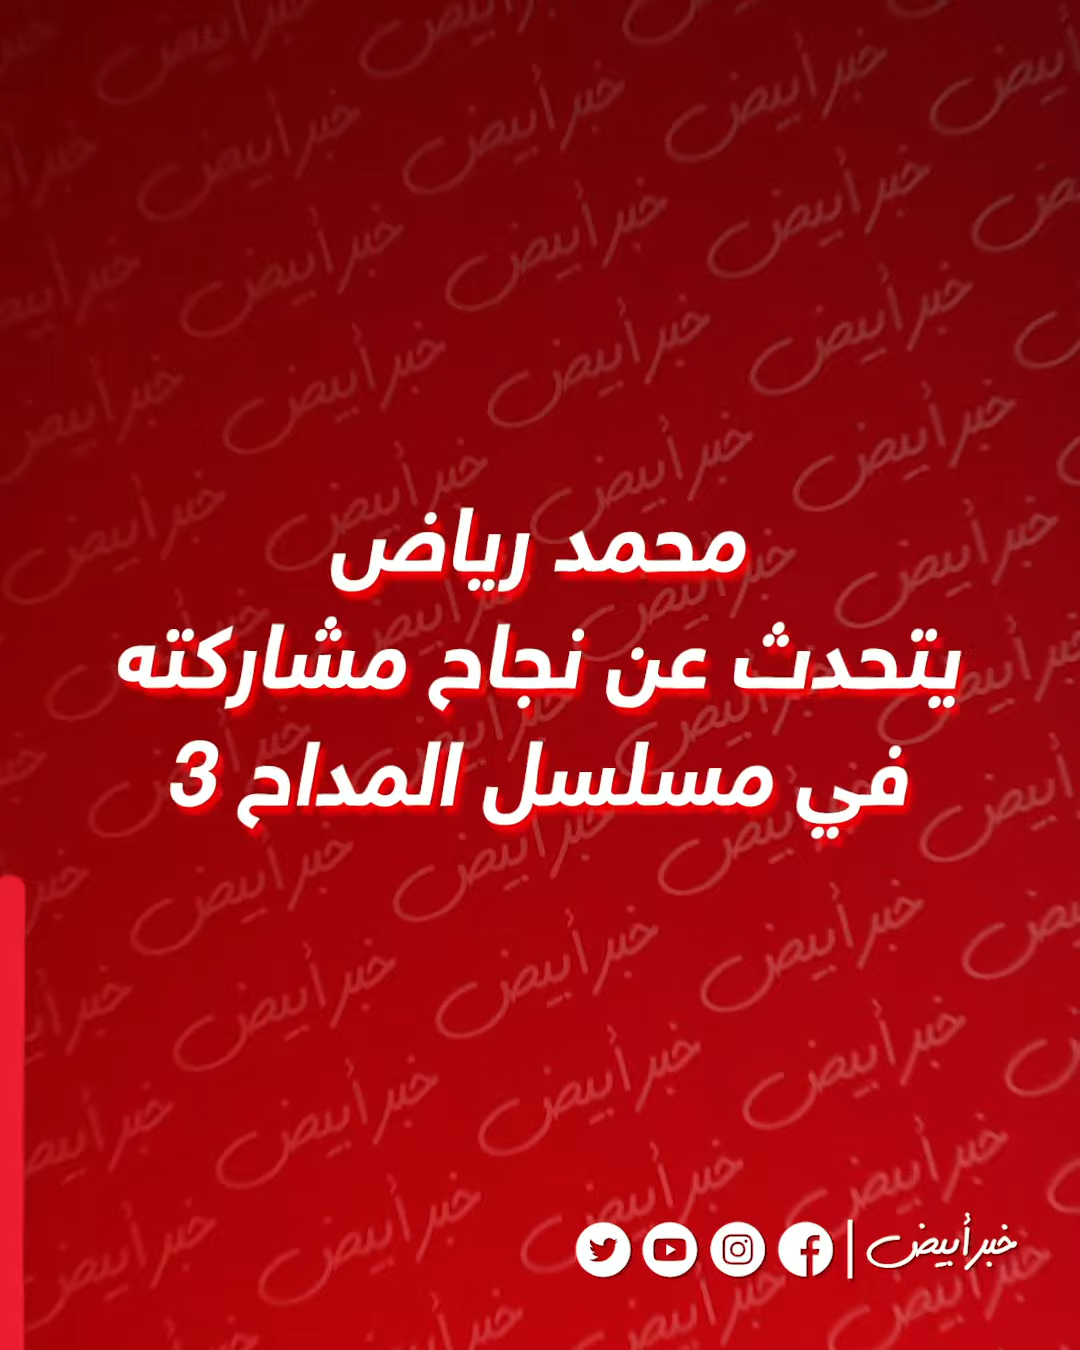 محمد رياض
يتحدث عن نجاح مشاركته
في مسلسل المداح 3
خبر أبيض